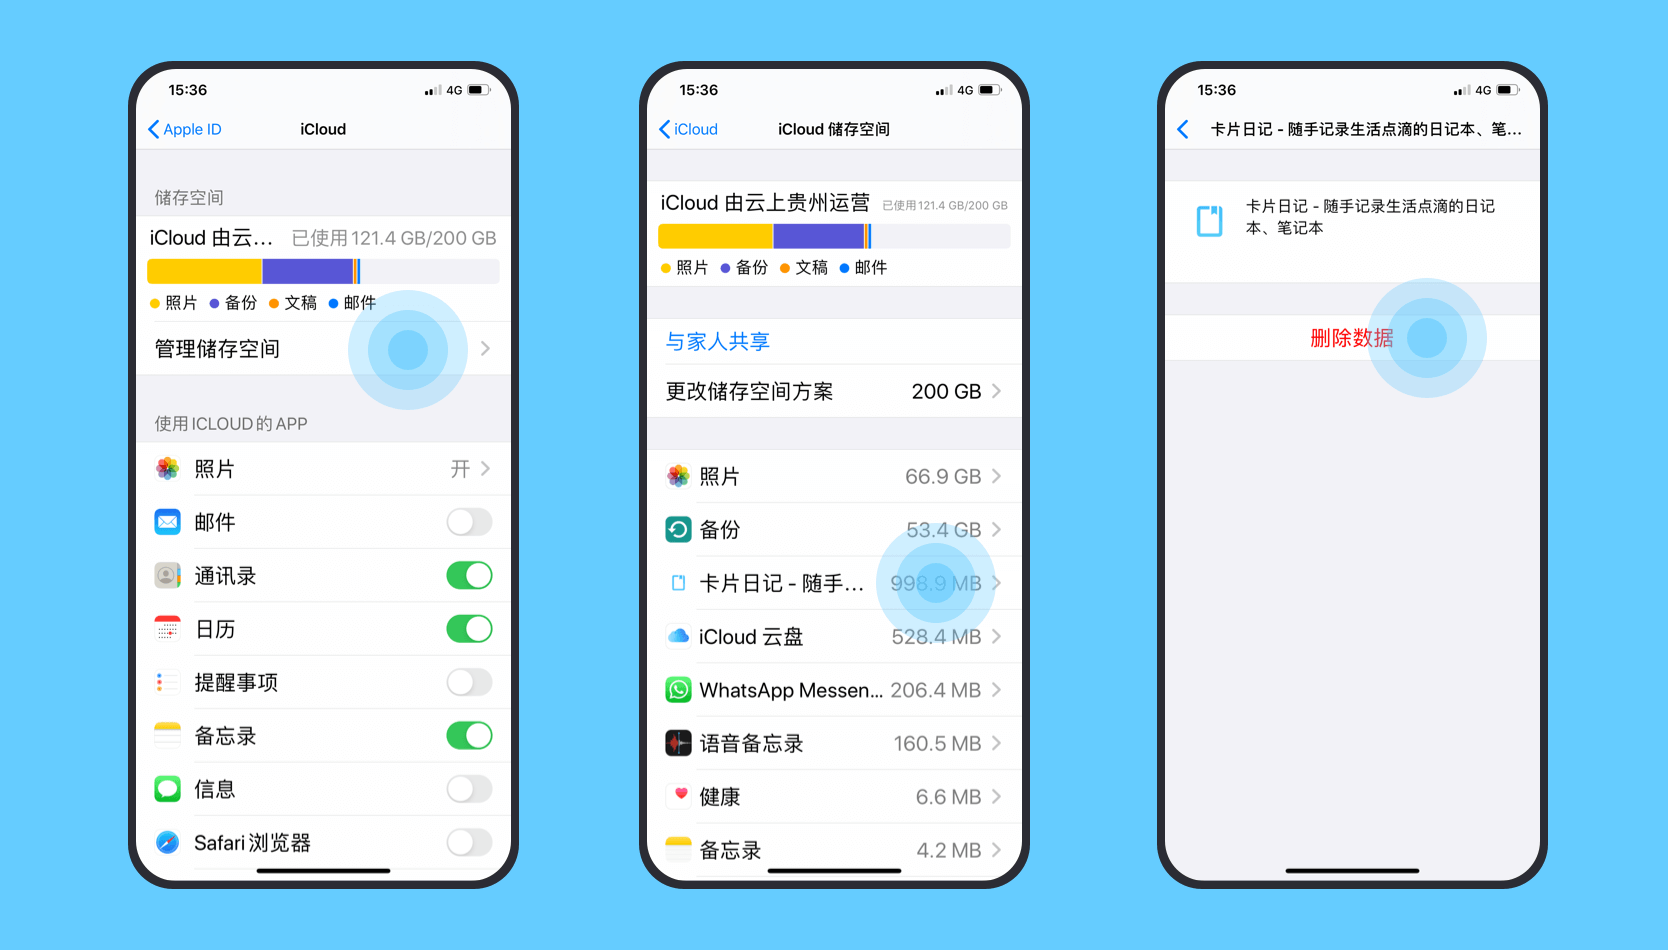 15:36
4G
Apple ID
iCloud
储存空间
iCloud 由云... 已使用 121.4 GB/200 GB
照片 备份 文稿 邮件
管理储存空间
使用 ICLOUD 的 APP
照片 开
邮件
通讯录
日历
提醒事项
备忘录
信息
Safari 浏览器
15:36
4G
iCloud
iCloud 储存空间
iCloud 由云上贵州运营 已使用 121.4 GB/200 GB
照片 备份 文稿 邮件
与家人共享
更改储存空间方案 200 GB
照片 66.9 GB
备份 53.4 GB
卡片日记 - 随手... 998.9 MB
iCloud 云盘 528.4 MB
WhatsApp Messen... 206.4 MB
语音备忘录 160.5 MB
健康 6.6 MB
备忘录 4.2 MB
15:36
4G
卡片日记 - 随手记录生活点滴的日记本、笔...
卡片日记 - 随手记录生活点滴的日记
本、笔记本
删除数据